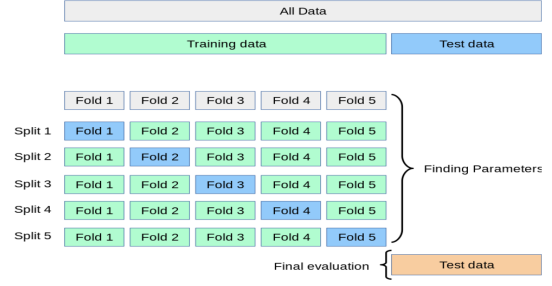 All Data
Training data Test data
Fold 1 Fold 2 Fold 3 Fold 4 Fold 5
Split 1 Fold 1 Fold 2 Fold 3 Fold 4 Fold 5
Split 2 Fold 1 Fold 2 Fold 3 Fold 4 Fold 5
Finding Parameters
Split 3 Fold 1 Fold 2 Fold 3 Fold 4 Fold 5
Split 4 Fold 1 Fold 2 Fold 3 Fold 4 Fold 5
Split 5 Fold 1 Fold 2 Fold 3 Fold 4 Fold 5
Final evaluation Test data